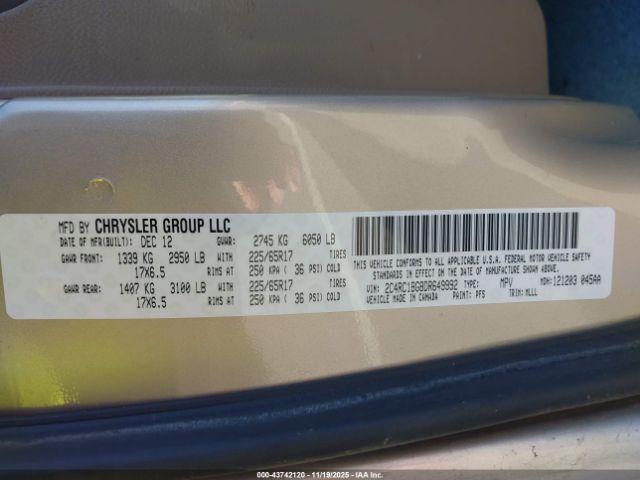 MFD BY CHRYSLER GROUP LLC
DATE OF MFR(BUILT): DEC 12 GVWR: 2745 KG 6050 LB
GAWR FRONT: 1339 KG 2950 LB WITH 225/65R17 TIRES
17X6.5 RIMS AT 250 KPA ( 36 PSI) COLD
GAWR REAR: 1407 KG 3100 LB WITH 225/65R17 TIRES
17X6.5 RIMS AT 250 KPA ( 36 PSI) COLD
THIS VEHICLE CONFORMS TO ALL APPLICABLE U.S.A. FEDERAL MOTOR VEHICLE SAFETY
STANDARDS IN EFFECT ON THE DATE OF MANUFACTURE SHOWN ABOVE.
VIN: 2C4RC1BG8DR649992 TYPE: MPV MDH: 121203 045AA
VEHICLE MADE IN CANADA PAINT: PFS TRIM: MLLL
000-43742120 - 11/19/2025 - IAA Inc.